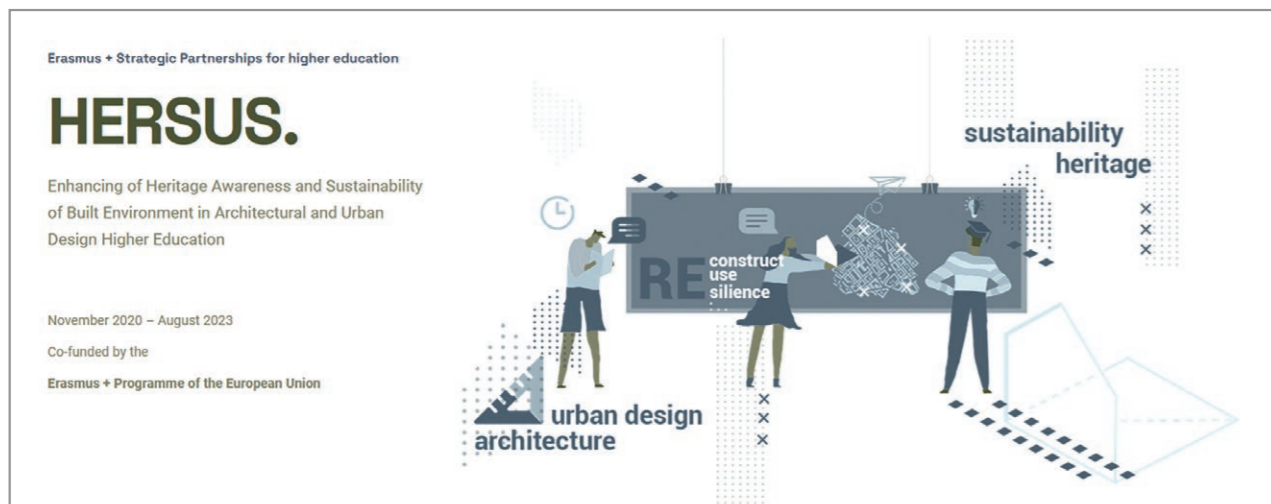 Erasmus + Strategic Partnerships for higher education
HERSUS.
Enhancing of Heritage Awareness and Sustainability
of Built Environment in Architectural and Urban
Design Higher Education
November 2020 – August 2023
Co-funded by the
Erasmus + Programme of the European Union
sustainability
heritage
RE
construct
use
silience
urban design
architecture